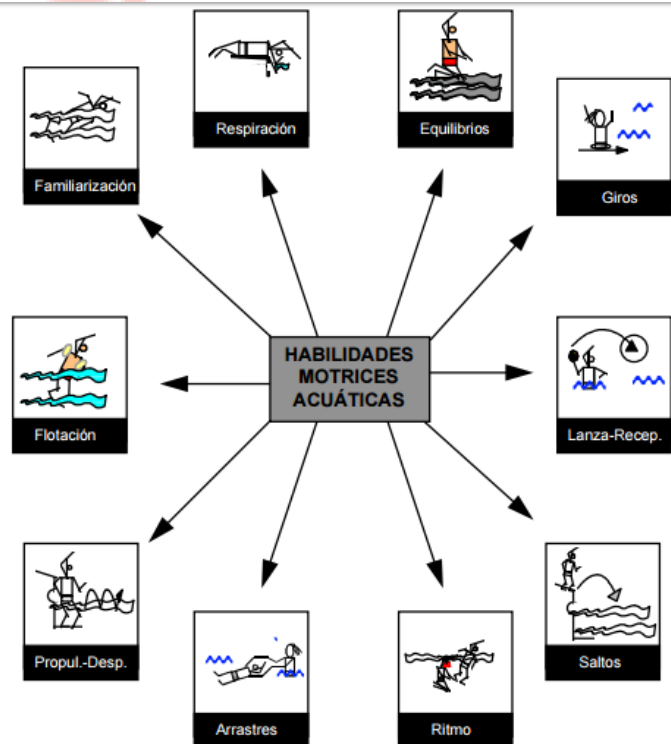 Respiración
Equilibrios
Familiarización
Giros
HABILIDADES
MOTRICES
ACUÁTICAS
Flotación
Lanza-Recep.
Propul.-Desp.
Saltos
Arrastres
Ritmo